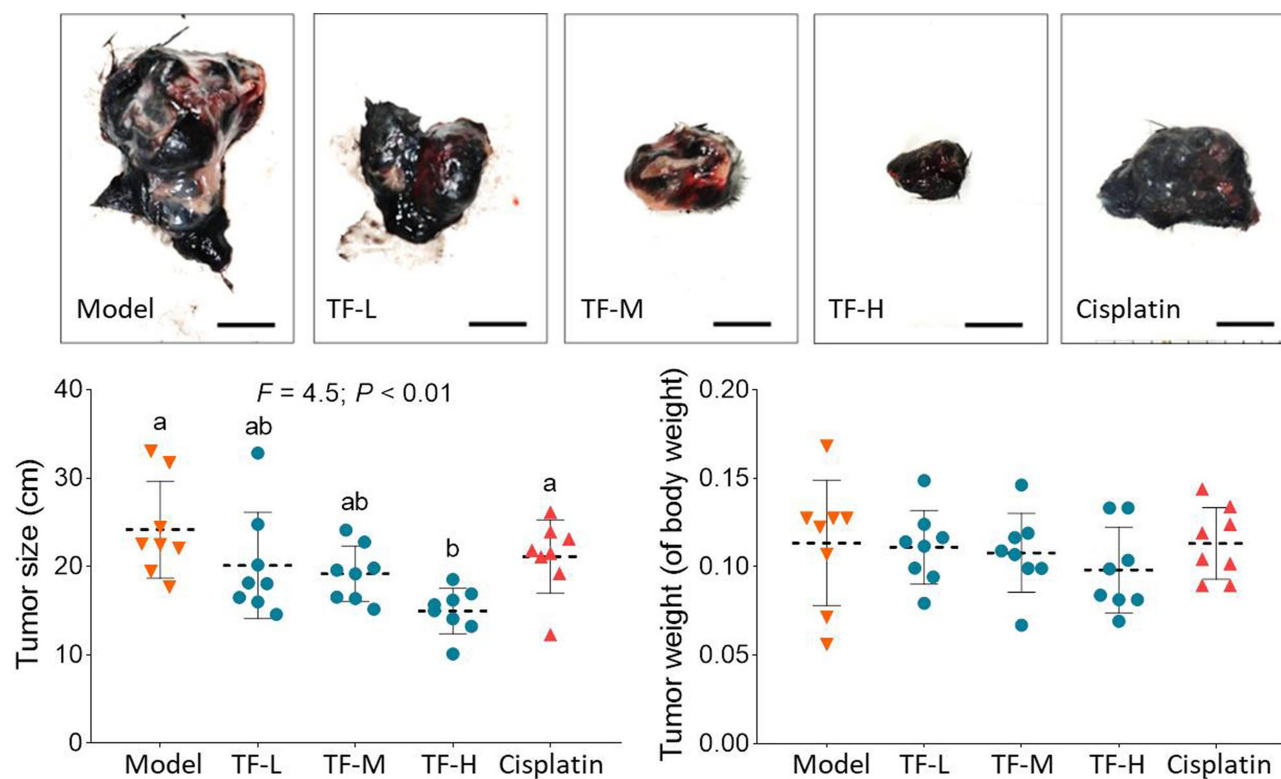 Model
TF-L
TF-M
TF-H
Cisplatin
Tumor size (cm)
40
30
20
10
0
F = 4.5; P < 0.01
a
ab
ab
b
a
Model
TF-L
TF-M
TF-H
Cisplatin
Tumor weight (of body weight)
0.20
0.15
0.10
0.05
0.00
Model
TF-L
TF-M
TF-H
Cisplatin